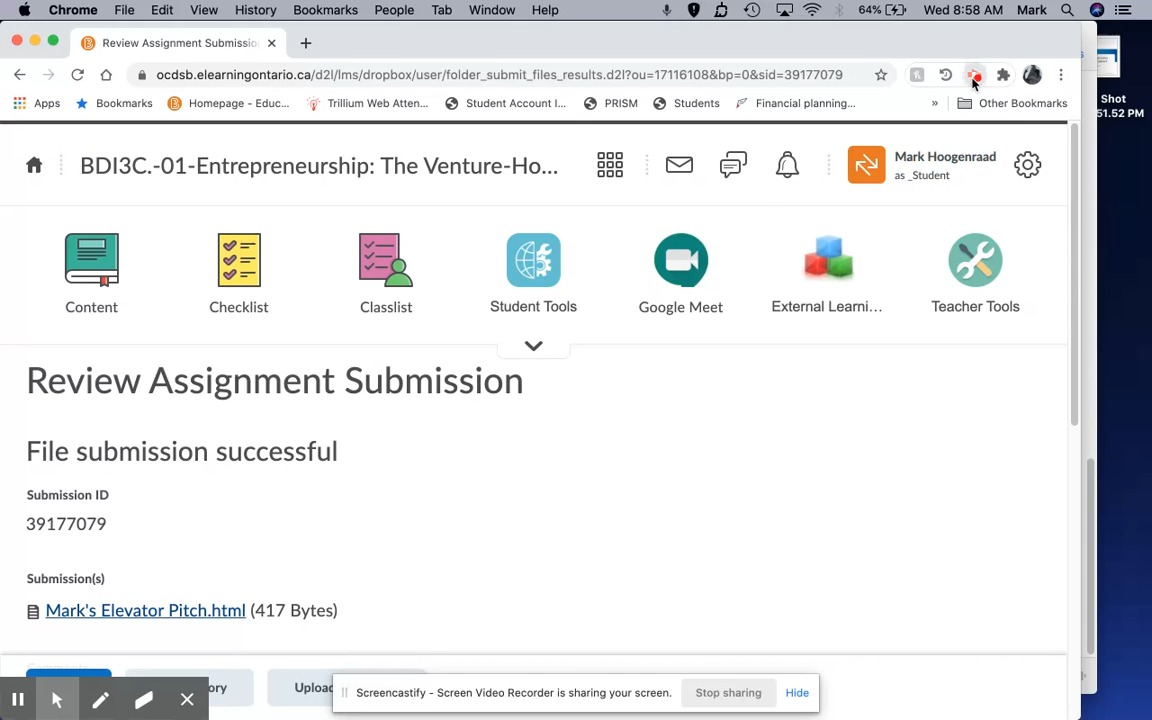 Chrome File Edit View History Bookmarks People Tab Window Help 64% Wed 8:58 AM Mark
Review Assignment Submissio
ocdsb.elearningontario.ca/d2l/lms/dropbox/user/folder_submit_files_results.d2l?ou=17116108&bp=0&sid=39177079
Apps Bookmarks Homepage - Educ... Trillium Web Atten... Student Account I... PRISM Students Financial planning... » Other Bookmarks
Shot
51.52 PM
BDI3C.-01-Entrepreneurship: The Venture-Ho...
Mark Hoogenraad
as _Student
Content Checklist Classlist Student Tools Google Meet External Learni... Teacher Tools
Review Assignment Submission
File submission successful
Submission ID
39177079
Submission(s)
Mark's Elevator Pitch.html (417 Bytes)
ory Uploa
Screencastify - Screen Video Recorder is sharing your screen. Stop sharing Hide